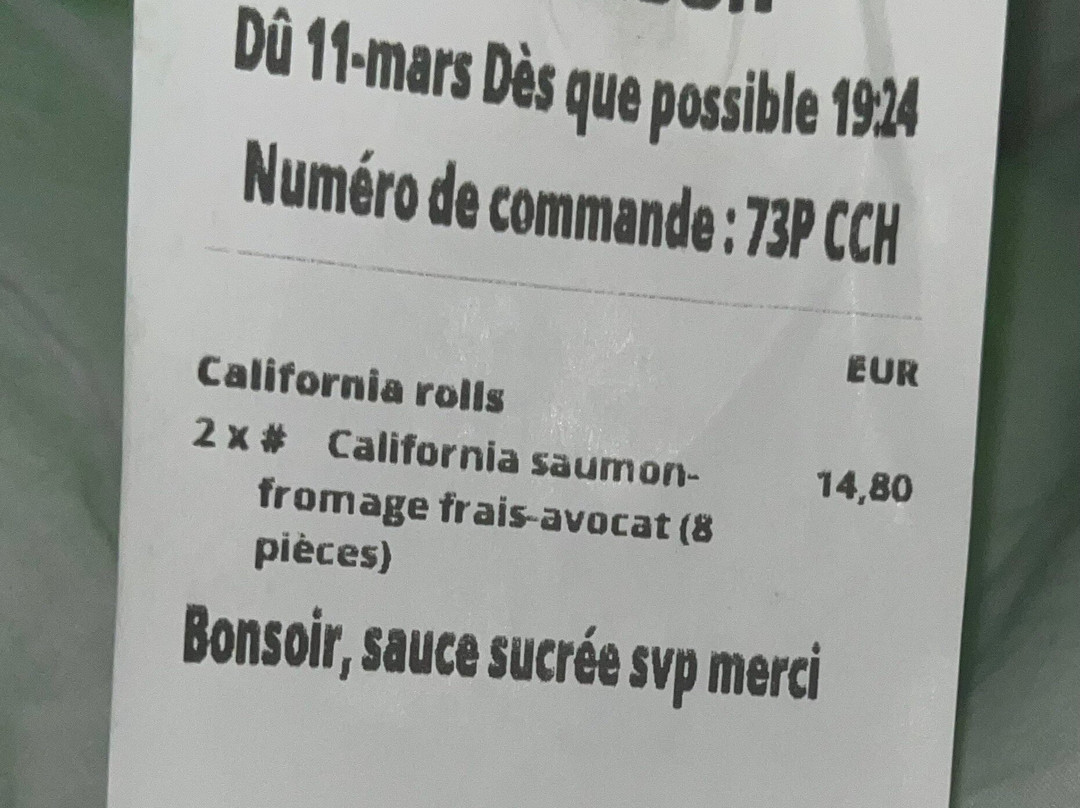 Dû 11-mars Dès que possible 19:24
Numéro de commande : 73P CCH
EUR
California rolls
2 x # California saumon- 14,80
fromage frais-avocat (8
pièces)
Bonsoir, sauce sucrée svp merci